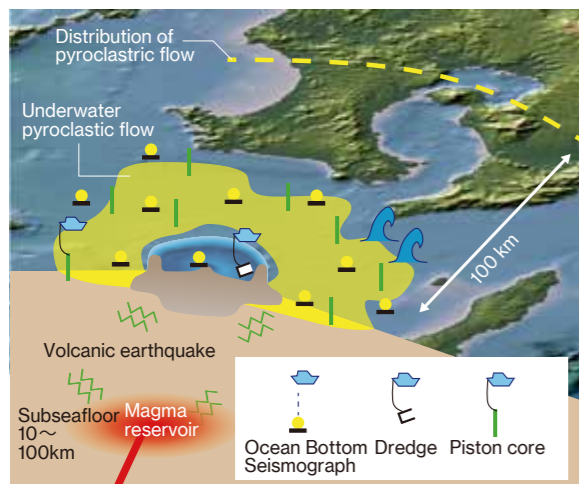 Distribution of
pyroclastric flow
Underwater
pyroclastic flow
100 km
Volcanic earthquake
Subseafloor
10～
100km
Magma
reservoir
Ocean Bottom
Seismograph
Dredge
Piston core